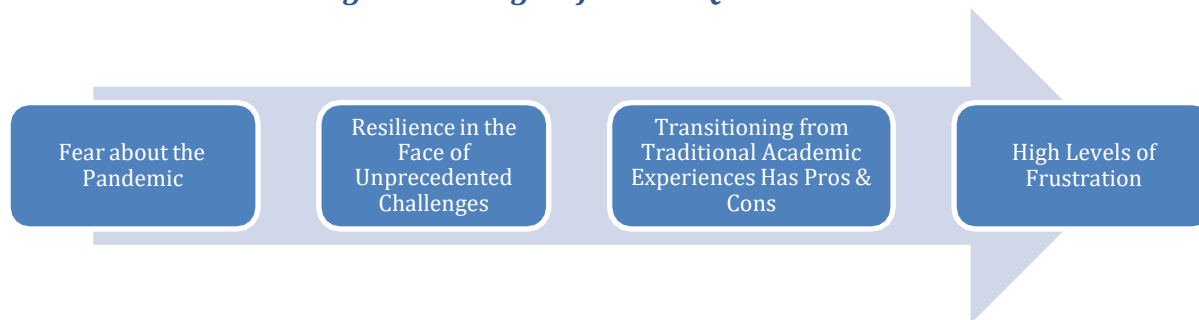 Fear about the
Pandemic
Resilience in the
Face of
Unprecedented
Challenges
Transitioning from
Traditional Academic
Experiences Has Pros &
Cons
High Levels of
Frustration